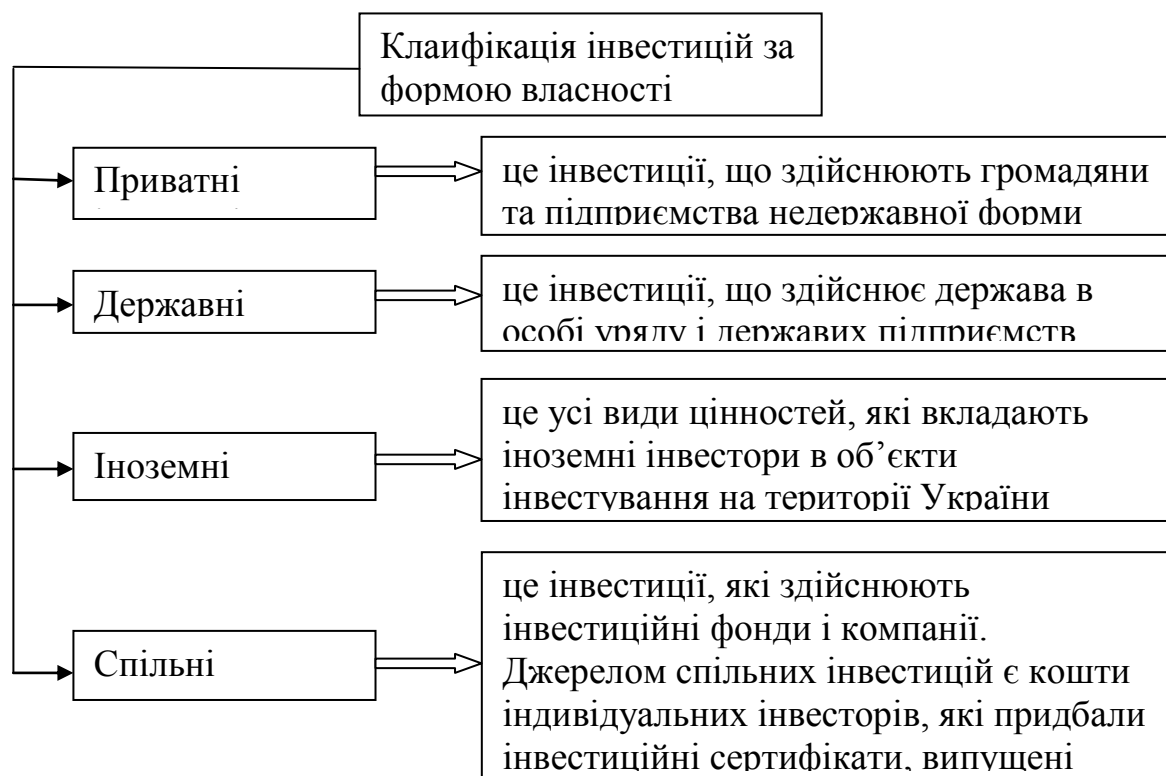 Клаифікація інвестицій за
формою власності
Приватні
це інвестиції, що здійснюють громадяни
та підприємства недержавної форми
Державні
це інвестиції, що здійснює держава в
особі уряду і державих підприємств
Іноземні
це усі види цінностей, які вкладають
іноземні інвестори в об’єкти
інвестування на території України
Спільні
це інвестиції, які здійснюють
інвестиційні фонди і компанії.
Джерелом спільних інвестицій є кошти
індивідуальних інвесторів, які придбали
інвестиційні сертифікати, випущені